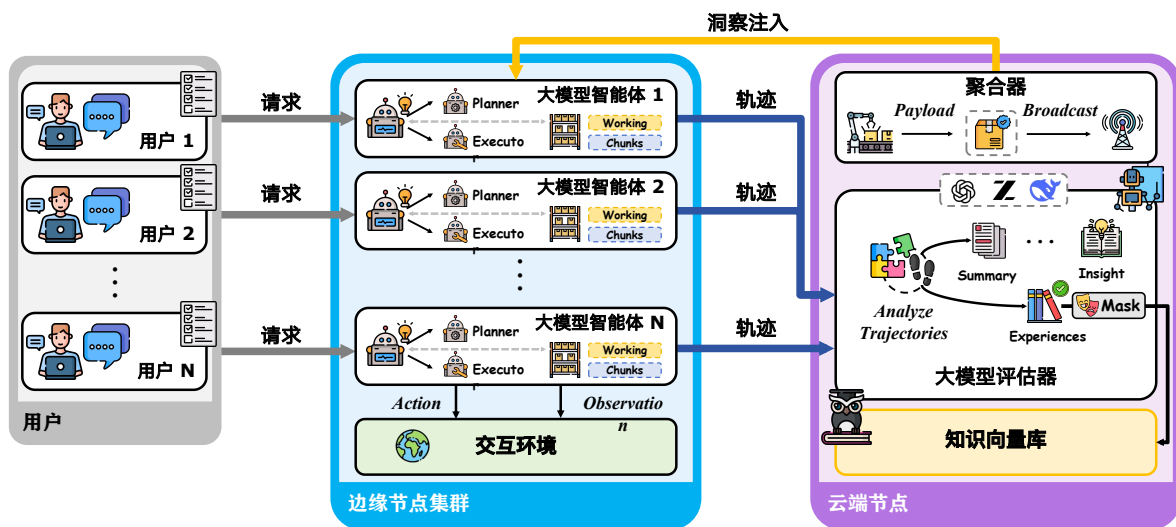 洞察注入
用户 1
请求
大模型智能体 1
Planner
Executo
r
Working
Chunks
轨迹
聚合器
Payload
Broadcast
用户 2
请求
大模型智能体 2
Planner
Executo
r
Working
Chunks
轨迹
Summary
...
Insight
Analyze
Trajectories
Experiences
Mask
大模型评估器
用户 N
请求
大模型智能体 N
Planner
Executo
r
Working
Chunks
轨迹
Action
Observatio
n
交互环境
知识向量库
用户
边缘节点集群
云端节点